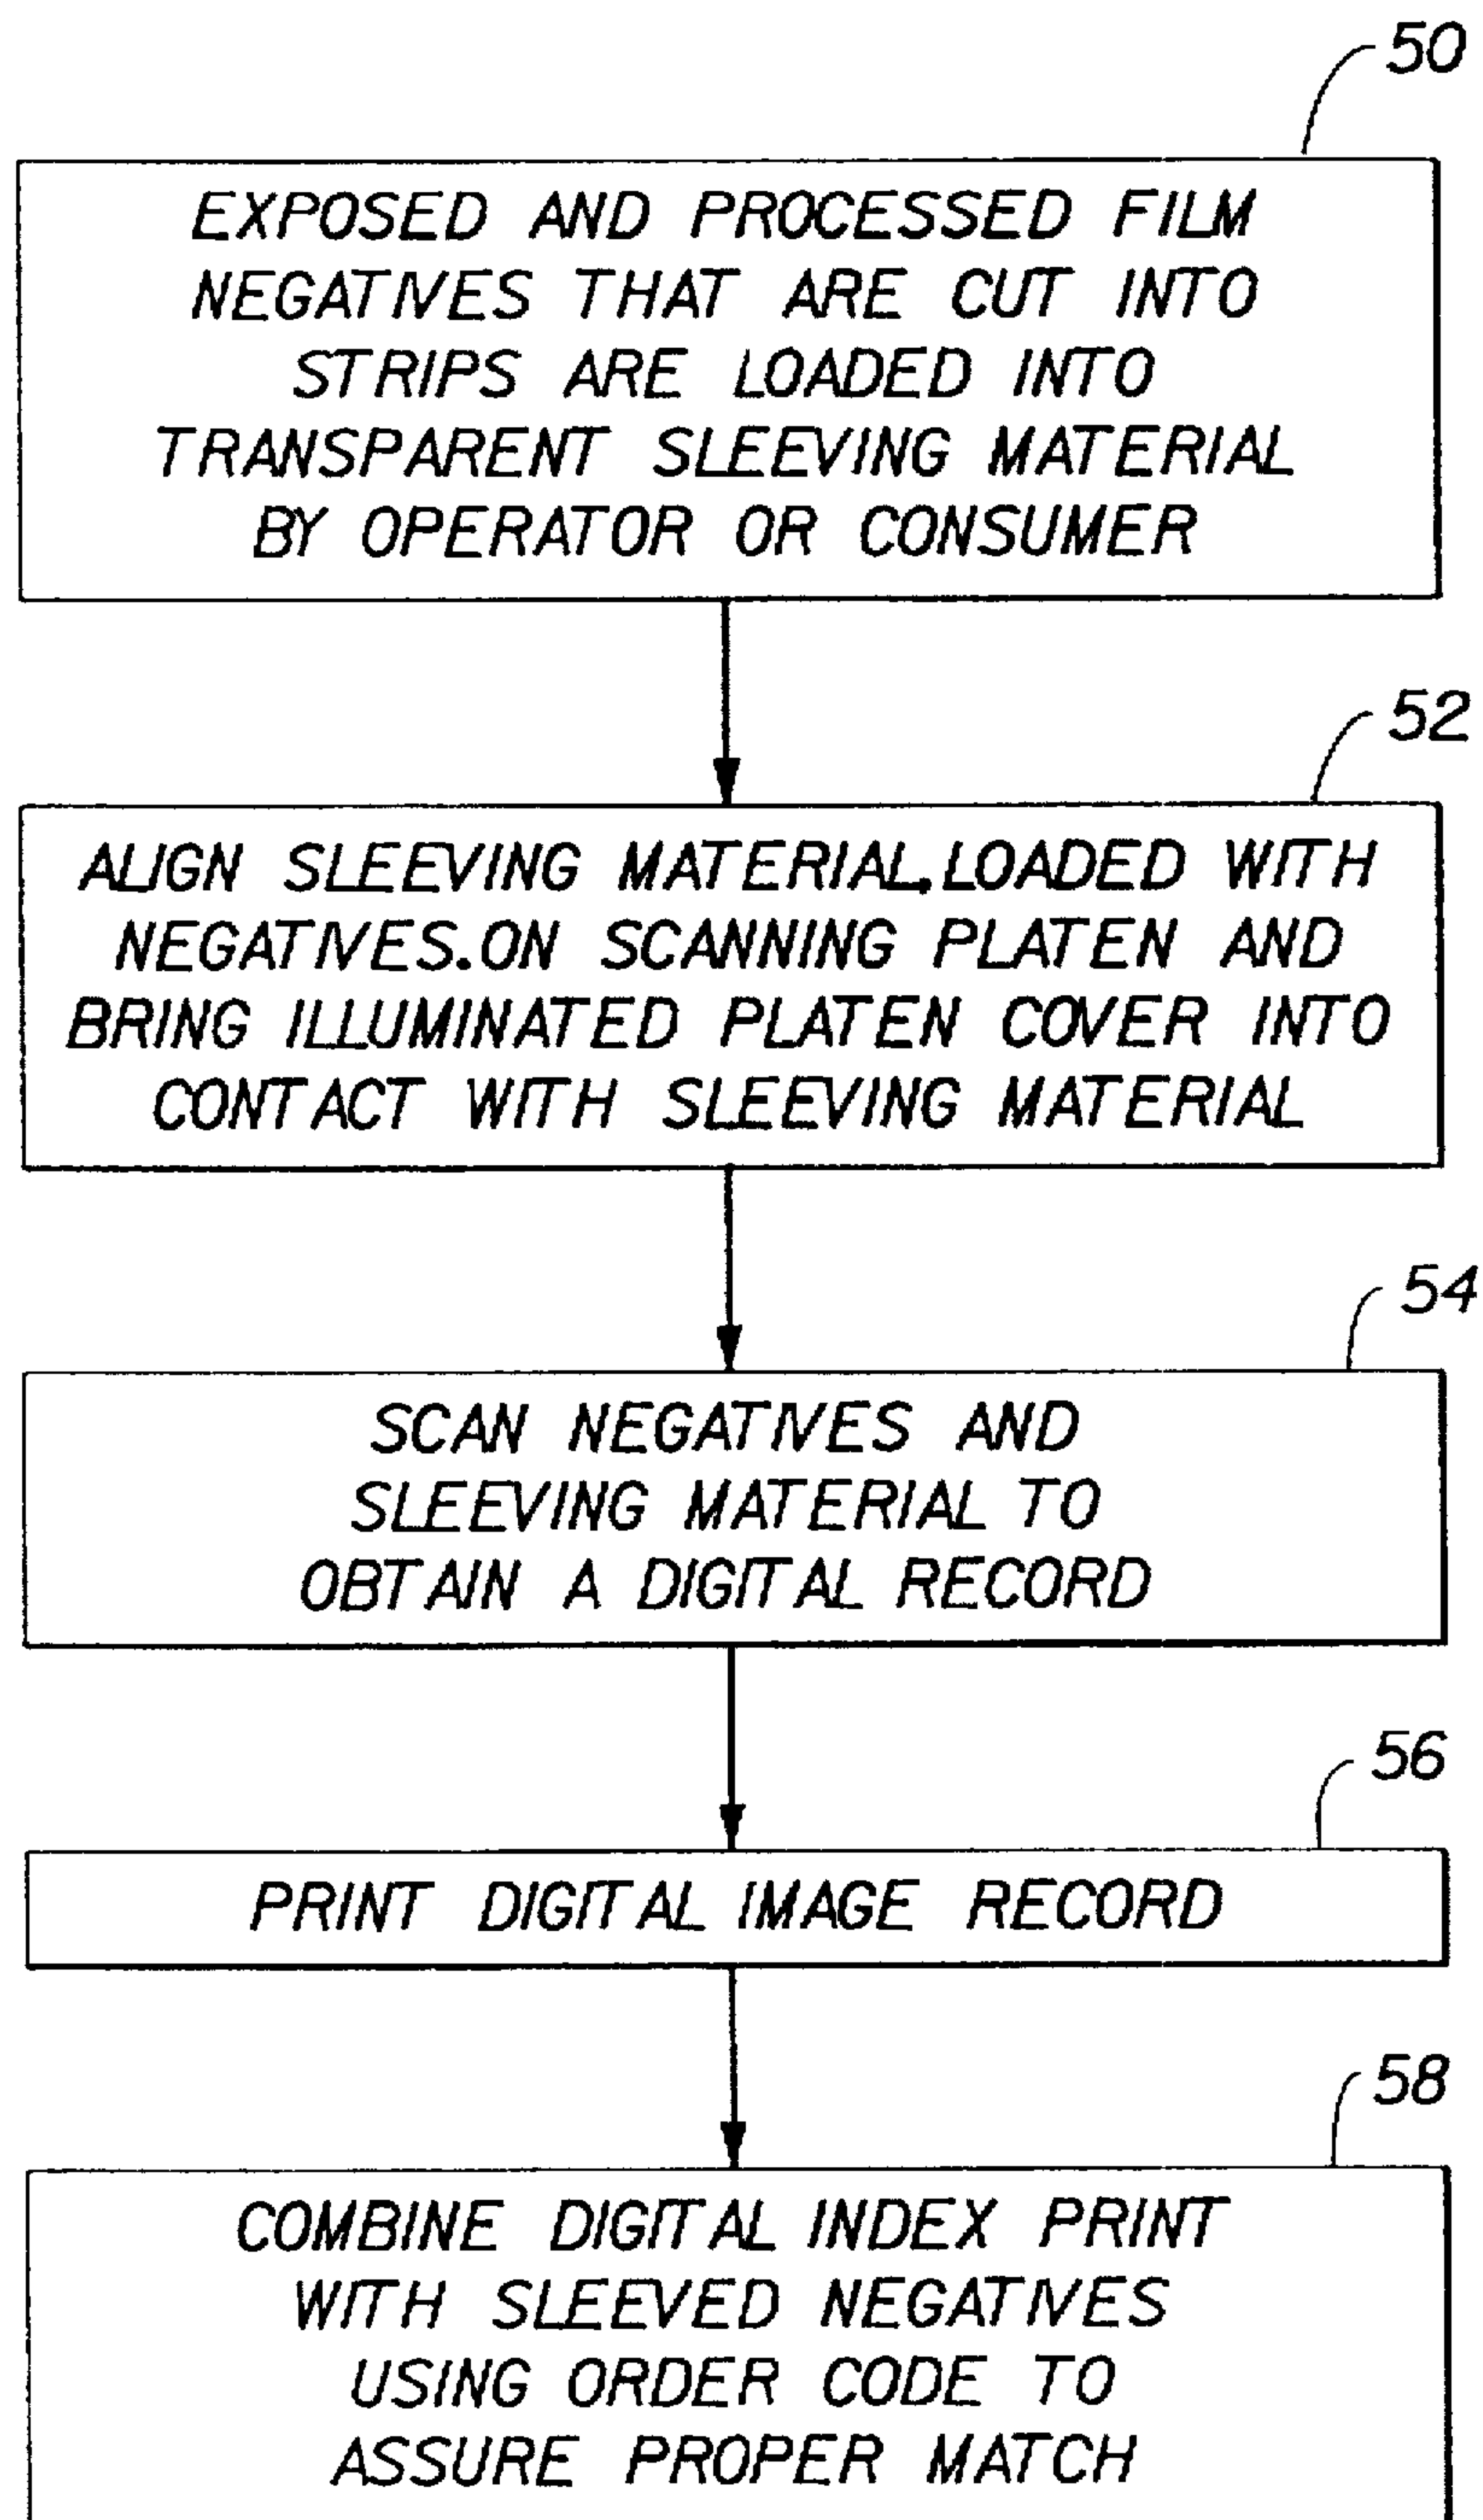 50
EXPOSED AND PROCESSED FILM
NEGATIVES THAT ARE CUT INTO
STRIPS ARE LOADED INTO
TRANSPARENT SLEEVING MATERIAL
BY OPERATOR OR CONSUMER
52
ALIGN SLEEVING MATERIAL,LOADED WITH
NEGATIVES.ON SCANNING PLATEN AND
BRING ILLUMINATED PLATEN COVER INTO
CONTACT WITH SLEEVING MATERIAL
54
SCAN NEGATIVES AND
SLEEVING MATERIAL TO
OBTAIN A DIGITAL RECORD
56
PRINT DIGITAL IMAGE RECORD
58
COMBINE DIGITAL INDEX PRINT
WITH SLEEVED NEGATIVES
USING ORDER CODE TO
ASSURE PROPER MATCH